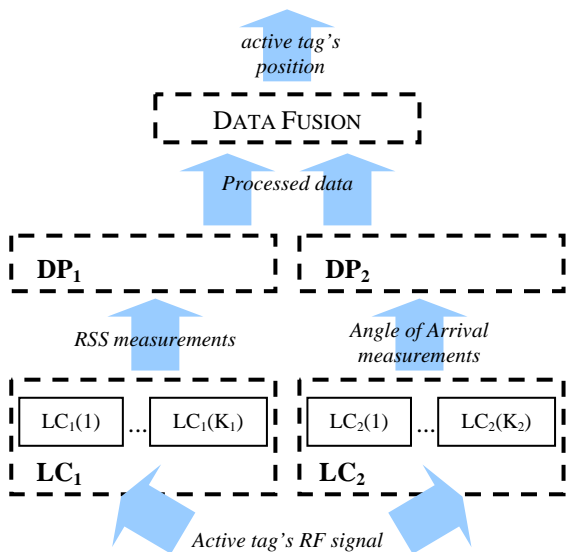 active tag's
position
DATA FUSION
Processed data
DP₁ DP₂
RSS measurements
Angle of Arrival
measurements
LC₁(1) ... LC₁(K₁) LC₂(1) ... LC₂(K₂)
LC₁ LC₂
Active tag's RF signal